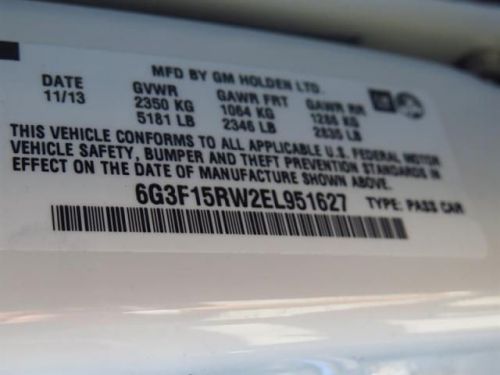 MFD BY GM HOLDEN LTD.
DATE GVWR GAWR FRT GAWR RR
11/13 2350 KG 1064 KG 1286 KG
5181 LB 2346 LB 2835 LB
THIS VEHICLE CONFORMS TO ALL APPLICABLE U.S. FEDERAL MOTOR
VEHICLE SAFETY, BUMPER AND THEFT PREVENTION STANDARDS IN
EFFECT ON THE DATE OF MANUFACTURE SHOWN ABOVE.
6G3F15RW2EL951627 TYPE: PASS CAR